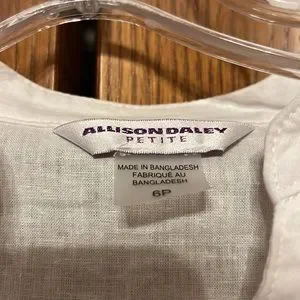 ALLISON DALEY
PETITE
MADE IN BANGLADESH
FABRIQUÉ AU
BANGLADESH
6P